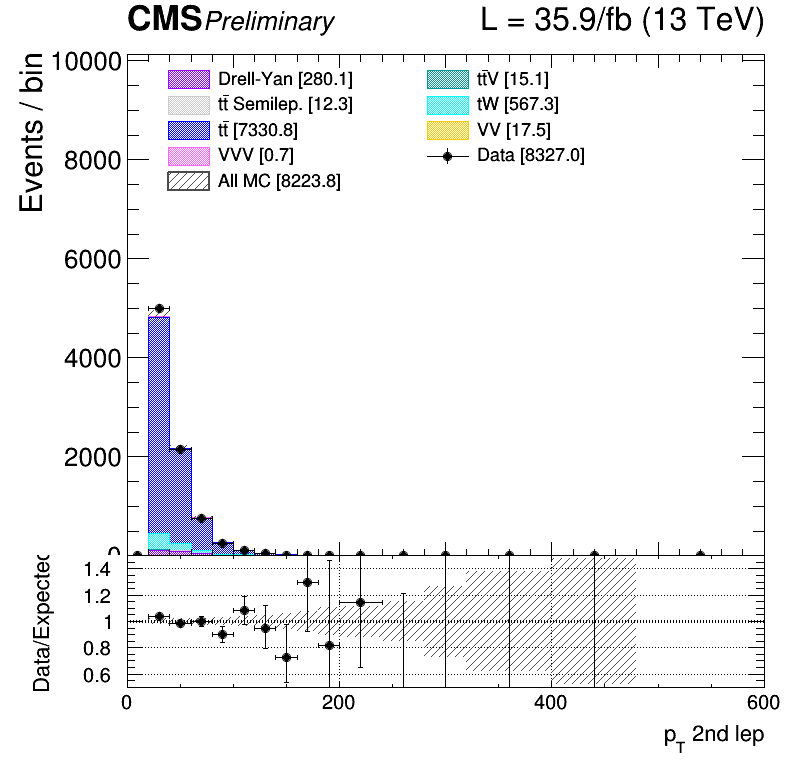 CMS Preliminary L = 35.9/fb (13 TeV)
Events / bin
10000
8000
6000
4000
2000
0
Drell-Yan [280.1]
tt̄ Semilep. [12.3]
tt̄ [7330.8]
VVV [0.7]
All MC [8223.8]
tt̄V [15.1]
tW [567.3]
VV [17.5]
Data [8327.0]
Data/Expected
1.4
1.2
1
0.8
0.6
0 200 400 600
p_T 2nd lep